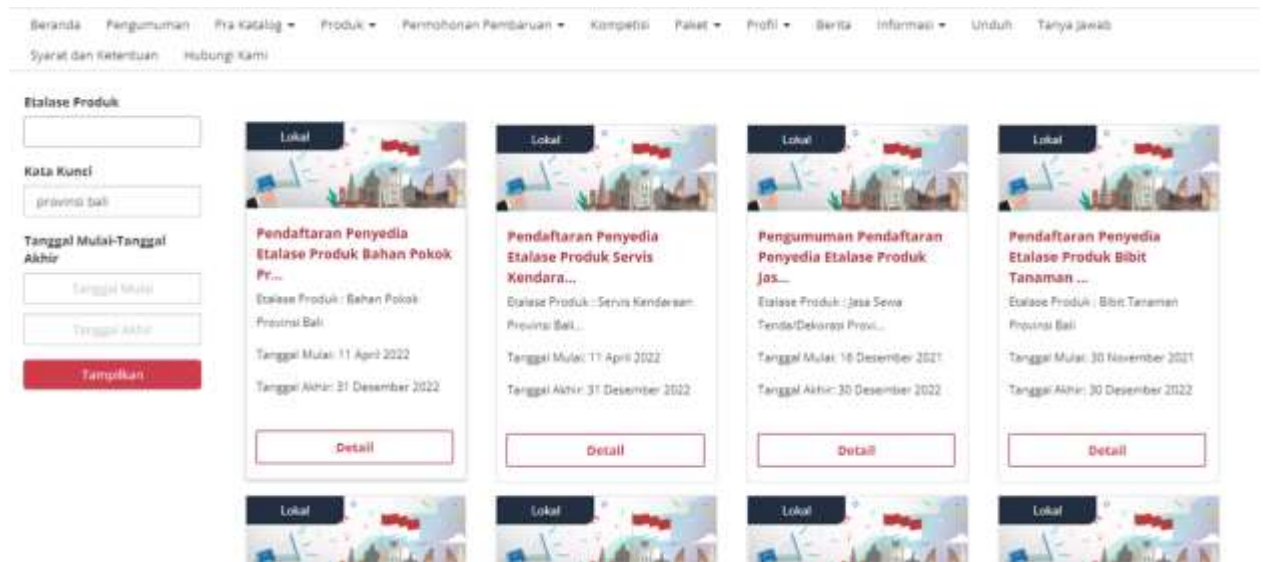 Beranda Pengumuman Pra Katalog Produk Permohonan Pembaruan Kompetisi Paket Profil Berita Informasi Unduh Tanya Jawab
Syarat dan Ketentuan Hubungi Kami
Etalase Produk
Kata Kunci
provinsi bali
Tanggal Mulai-Tanggal
Akhir
Tanggal Mulai
Tanggal Akhir
Tampilkan
Lokal
Pendaftaran Penyedia
Etalase Produk Bahan Pokok
Pr...
Etalase Produk : Bahan Pokok
Provinsi Bali
Tanggal Mulai: 11 April 2022
Tanggal Akhir: 31 Desember 2022
Detail
Lokal
Pendaftaran Penyedia
Etalase Produk Servis
Kendara...
Etalase Produk : Servis Kendaraan
Provinsi Bali...
Tanggal Mulai: 11 April 2022
Tanggal Akhir: 31 Desember 2022
Detail
Lokal
Pengumuman Pendaftaran
Penyedia Etalase Produk
Jas...
Etalase Produk : Jasa Sewa
Tenda/Dekorasi Provi...
Tanggal Mulai: 16 Desember 2021
Tanggal Akhir: 30 Desember 2022
Detail
Lokal
Pendaftaran Penyedia
Etalase Produk Bibit
Tanaman ...
Etalase Produk : Bibit Tanaman
Provinsi Bali
Tanggal Mulai: 30 November 2021
Tanggal Akhir: 30 Desember 2022
Detail
Lokal
Lokal
Lokal
Lokal